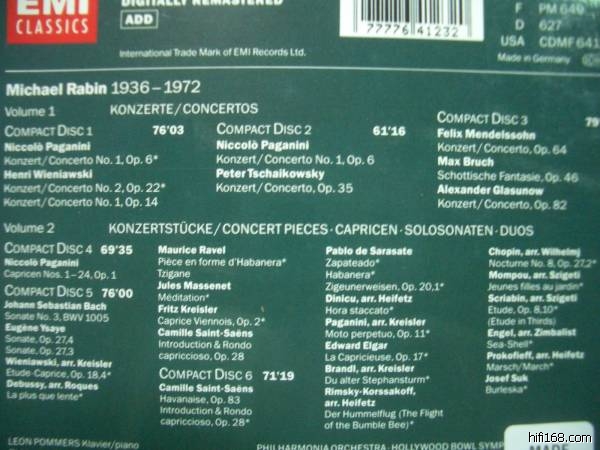 EMI
CLASSICS
DIGITALLY REMASTERED
ADD
International Trade Mark of EMI Records Ltd.
77776 41232
F PM 649
D 627
USA CDMF 641
Made in Germany
Michael Rabin 1936–1972
Volume 1 KONZERTE/CONCERTOS
COMPACT DISC 1 76'03
Niccolò Paganini
Konzert/Concerto No. 1, Op. 6*
Henri Wieniawski
Konzert/Concerto No. 2, Op. 22*
Konzert/Concerto No. 1, Op. 14
COMPACT DISC 2 61'16
Niccolò Paganini
Konzert/Concerto No. 1, Op. 6
Peter Tschaikowsky
Konzert/Concerto, Op. 35
COMPACT DISC 3 79
Felix Mendelssohn
Konzert/Concerto, Op. 64
Max Bruch
Schottische Fantasie, Op. 46
Alexander Glasunow
Konzert/Concerto, Op. 82
Volume 2 KONZERTSTÜCKE/CONCERT PIECES · CAPRICEN · SOLOSONATEN · DUOS
COMPACT DISC 4 69'35
Niccolò Paganini
Capricen Nos. 1–24, Op. 1
COMPACT DISC 5 76'00
Johann Sebastian Bach
Sonate No. 3, BWV 1005
Eugène Ysaye
Sonate, Op. 27,4
Sonate, Op. 27,3
Wieniawski, arr. Kreisler
Etude-Caprice, Op. 18,4*
Debussy, arr. Roques
La plus que lente*
Maurice Ravel
Pièce en forme d'Habanera*
Tzigane
Jules Massenet
Méditation*
Fritz Kreisler
Caprice Viennois, Op. 2*
Camille Saint-Saëns
Introduction & Rondo
capriccioso, Op. 28
COMPACT DISC 6 71'19
Camille Saint-Saëns
Havanaise, Op. 83
Introduction & Rondo
capriccioso, Op. 28*
Pablo de Sarasate
Zapateado*
Habanera*
Zigeunerweisen, Op. 20,1*
Dinicu, arr. Heifetz
Hora staccato*
Paganini, arr. Kreisler
Moto perpetuo, Op. 11*
Edward Elgar
La Capricieuse, Op. 17*
Brandl, arr. Kreisler
Du alter Stephansturm*
Rimsky-Korssakoff,
arr. Heifetz
Der Hummelflug (The Flight
of the Bumble Bee)*
Chopin, arr. Wilhelmj
Nocturne No. 8, Op. 27,2*
Mompou, arr. Szigeti
Jeunes filles au jardin*
Scriabin, arr. Szigeti
Etude, Op. 8,10*
(Etude in Thirds)
Engel, arr. Zimbalist
Sea-Shell*
Prokofieff, arr. Heifetz
Marsch/March*
Josef Suk
Burleska*
LEON POMMERS Klavier/piano
PHILHARMONIA ORCHESTRA · HOLLYWOOD BOWL SYMP
MADE
hifi168.com